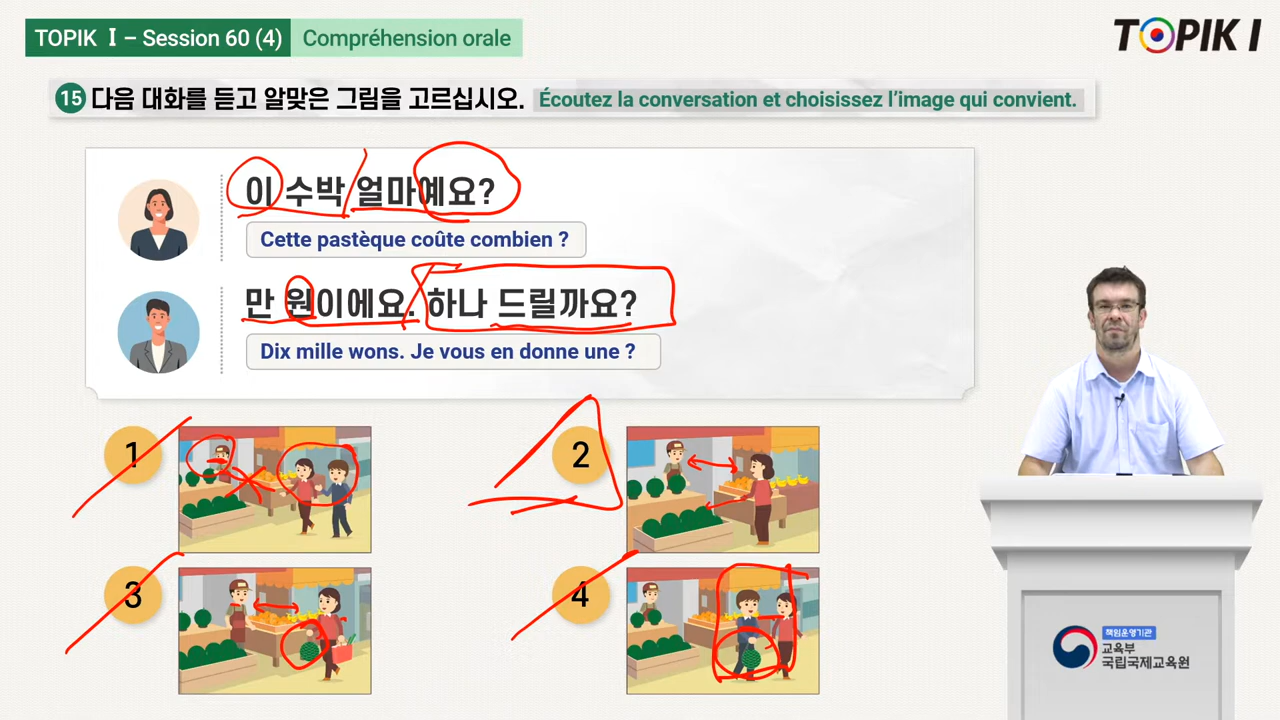 TOPIK I – Session 60 (4) Compréhension orale
TOPIK I
15 다음 대화를 듣고 알맞은 그림을 고르십시오. Écoutez la conversation et choisissez l'image qui convient.
이 수박 얼마예요?
Cette pastèque coûte combien ?
만 원이에요. 하나 드릴까요?
Dix mille wons. Je vous en donne une ?
1
2
3
4
책임운영기관
교육부
국립국제교육원